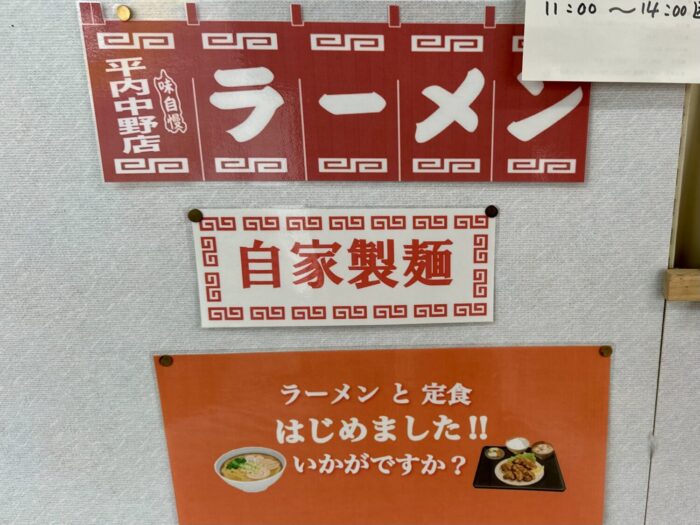 11:00 ～14:00
味自慢
平内中野店
ラーメン
自家製麺
ラーメン と 定食
はじめました!!
いかがですか?